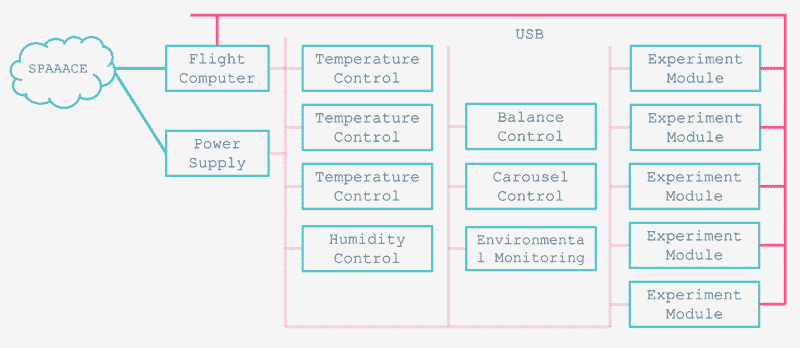 USB
SPAAACE
Flight
Computer
Power
Supply
Temperature
Control
Temperature
Control
Temperature
Control
Humidity
Control
Balance
Control
Carousel
Control
Environmenta
l Monitoring
Experiment
Module
Experiment
Module
Experiment
Module
Experiment
Module
Experiment
Module